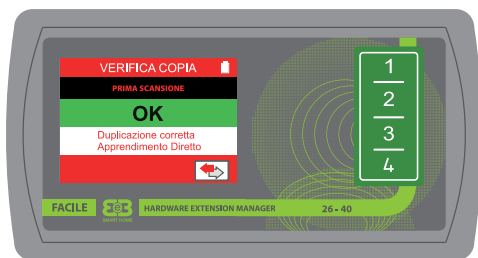 VERIFICA COPIA
PRIMA SCANSIONE
OK
Duplicazione corretta
Apprendimento Diretto
1
2
3
4
FACILE
SMART HOME
HARDWARE EXTENSION MANAGER
26 - 40